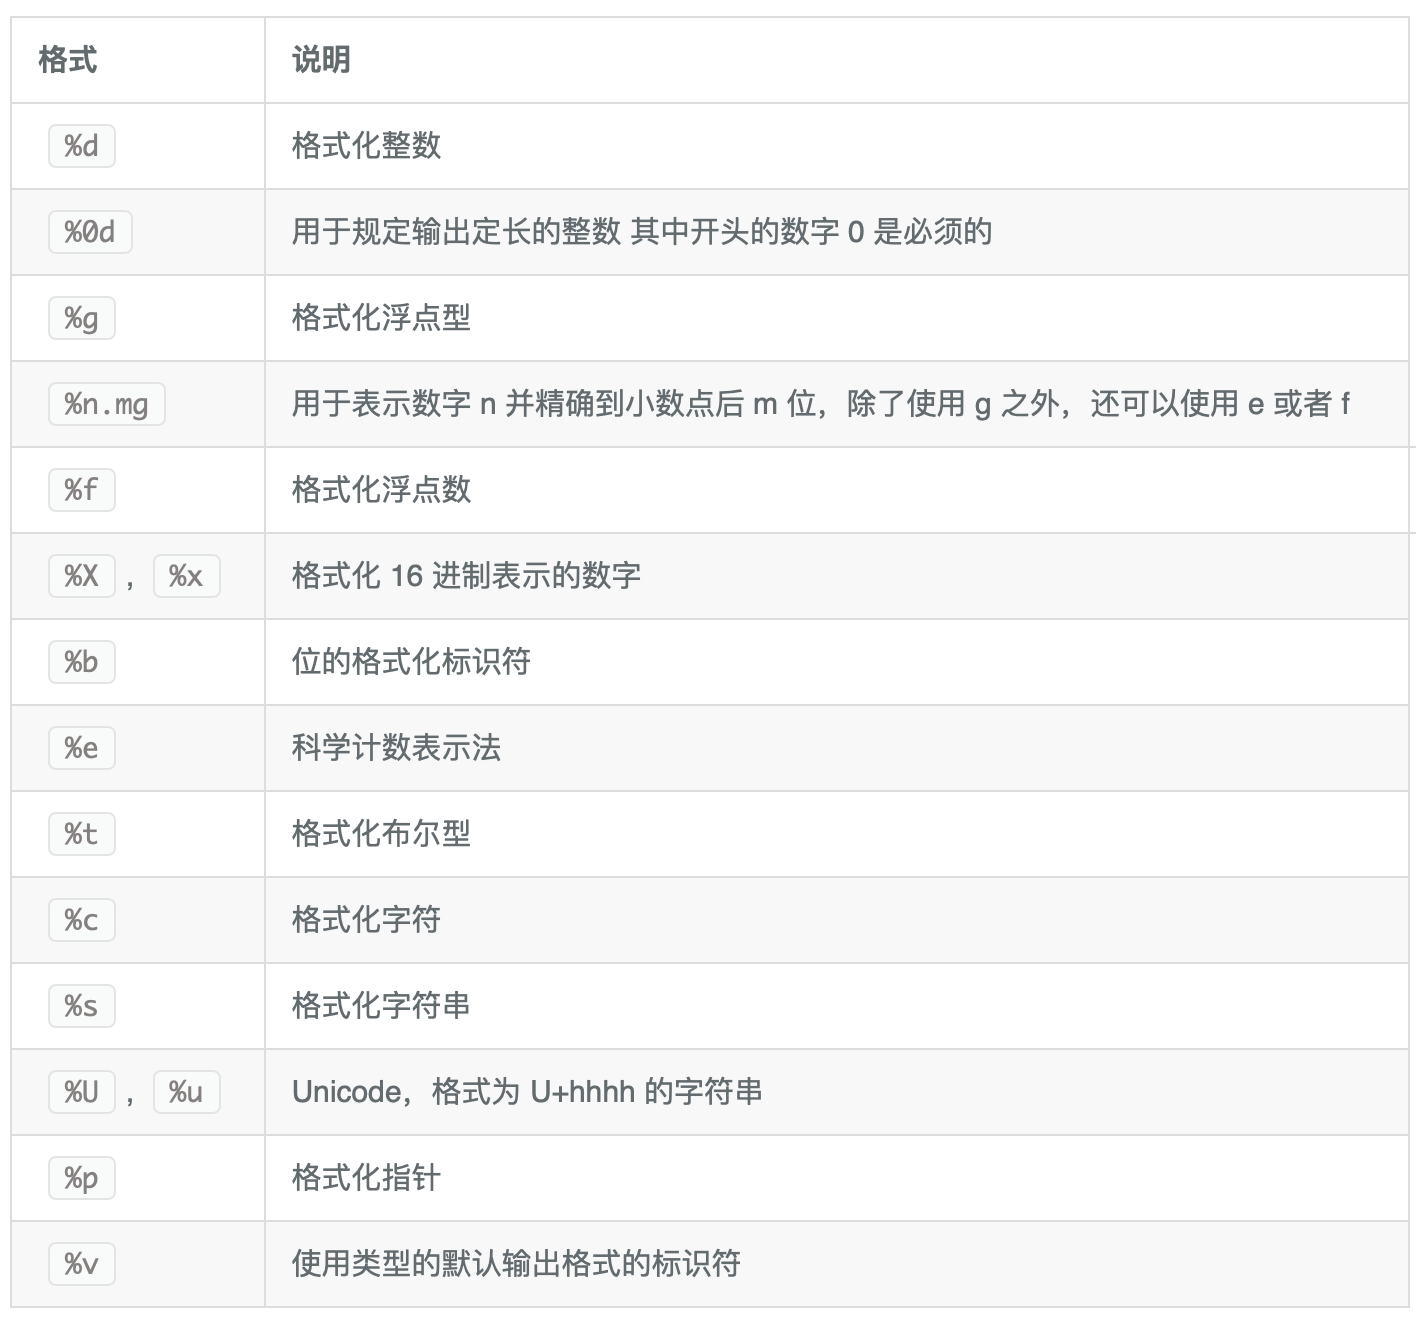 格式 说明
%d 格式化整数
%0d 用于规定输出定长的整数 其中开头的数字 0 是必须的
%g 格式化浮点型
%n.mg 用于表示数字 n 并精确到小数点后 m 位，除了使用 g 之外，还可以使用 e 或者 f
%f 格式化浮点数
%X , %x 格式化 16 进制表示的数字
%b 位的格式化标识符
%e 科学计数表示法
%t 格式化布尔型
%c 格式化字符
%s 格式化字符串
%U , %u Unicode，格式为 U+hhhh 的字符串
%p 格式化指针
%v 使用类型的默认输出格式的标识符